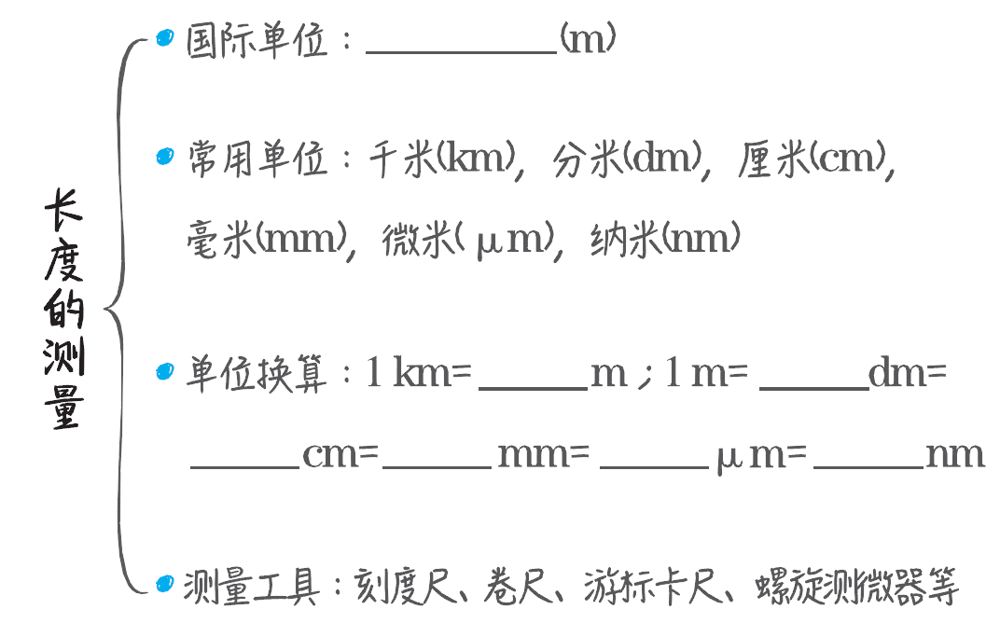 长度的测量
国际单位：__________(m)
常用单位：千米(km)，分米(dm)，厘米(cm)，
毫米(mm)，微米(μm)，纳米(nm)
单位换算：1 km=______m；1 m=______dm=
______cm=______mm=______μm=______nm
测量工具：刻度尺、卷尺、游标卡尺、螺旋测微器等